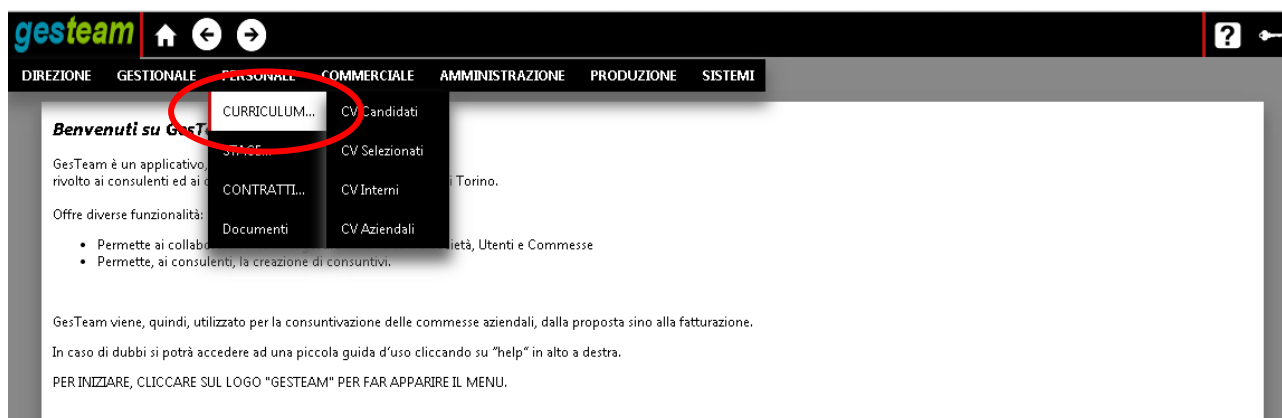 gesteam
DIREZIONE GESTIONALE PERSONALE COMMERCIALE AMMINISTRAZIONE PRODUZIONE SISTEMI
CURRICULUM... CV Candidati
STAGE... CV Selezionati
CONTRATTI... CV Interni
Documenti CV Aziendali
Benvenuti su GesT
GesTeam è un applicativo,
rivolto ai consulenti ed ai i Torino.
Offre diverse funzionalità:
• Permette ai collabo ietà, Utenti e Commesse
• Permette, ai consulenti, la creazione di consuntivi.
GesTeam viene, quindi, utilizzato per la consuntivazione delle commesse aziendali, dalla proposta sino alla fatturazione.
In caso di dubbi si potrà accedere ad una piccola guida d'uso cliccando su "help" in alto a destra.
PER INIZIARE, CLICCARE SUL LOGO "GESTEAM" PER FAR APPARIRE IL MENU.